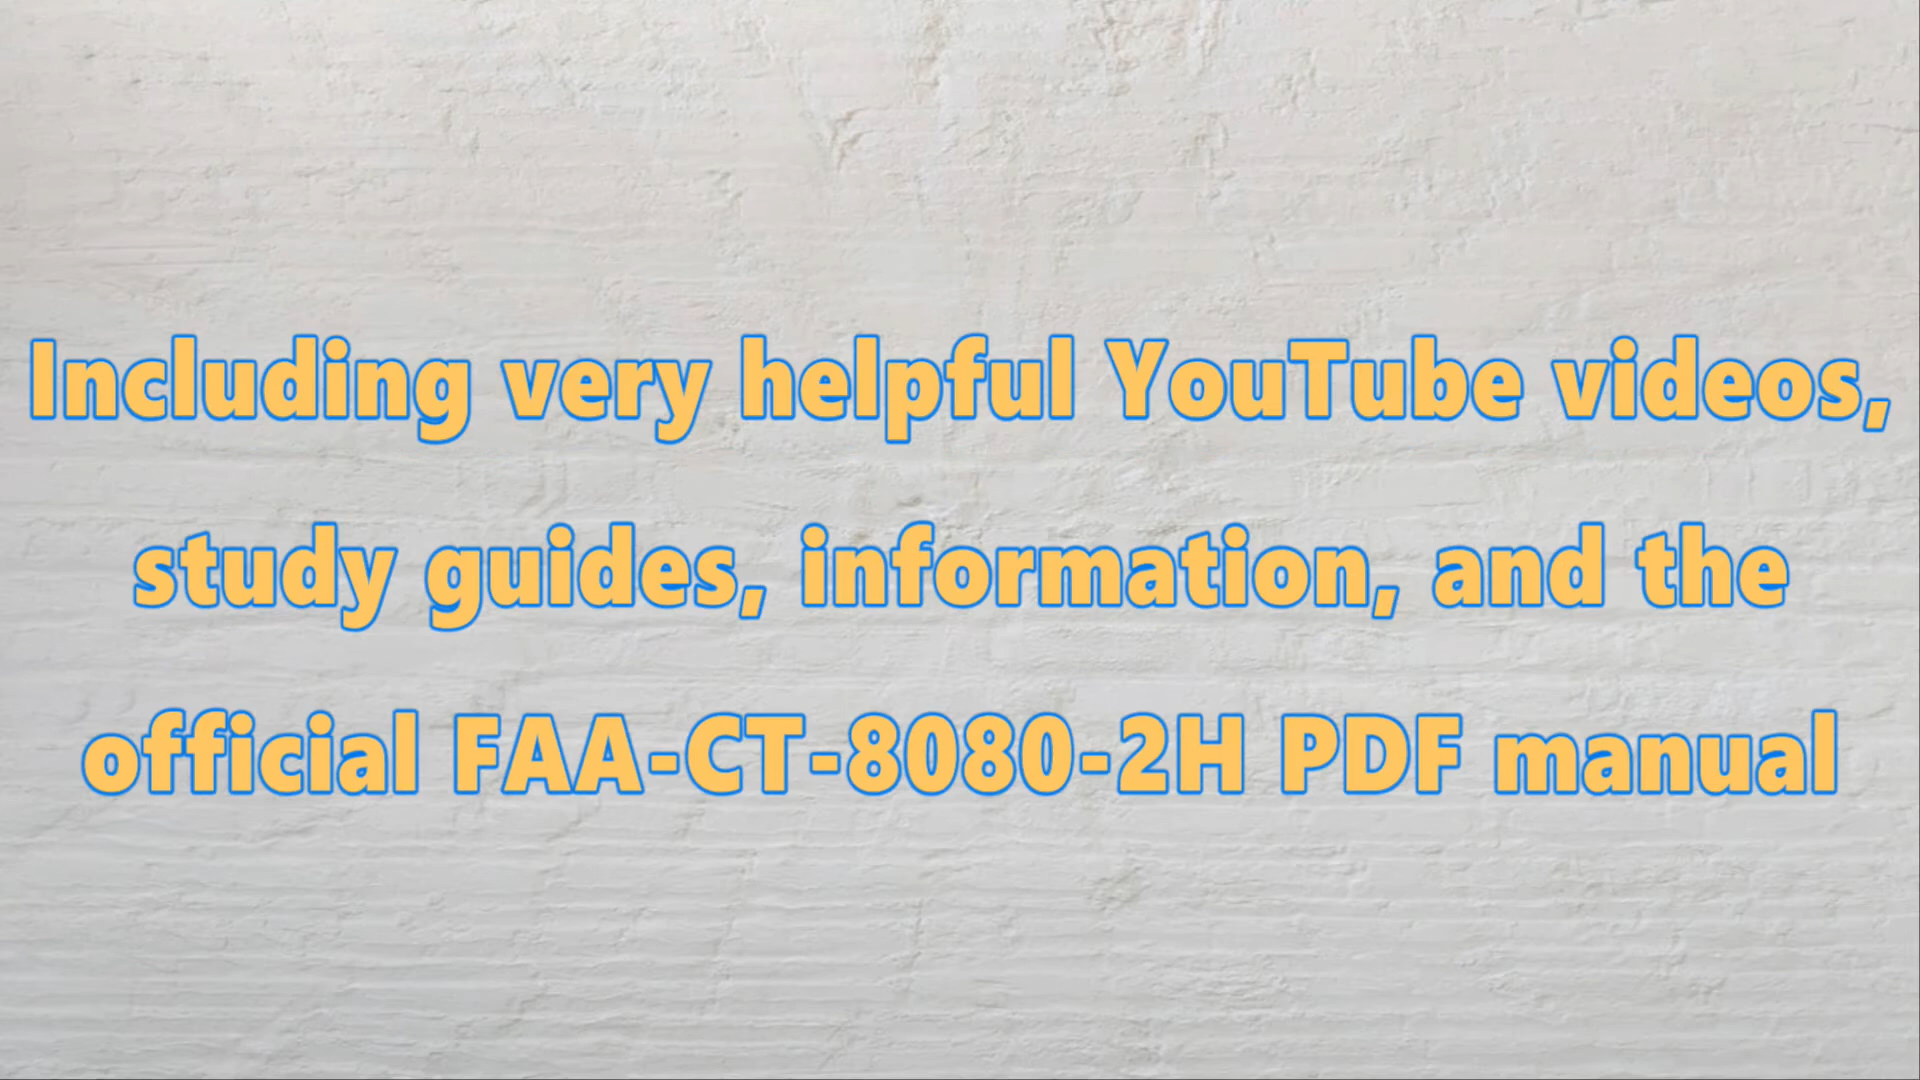 Including very helpful YouTube videos,
study guides, information, and the
official FAA-CT-8080-2H PDF manual